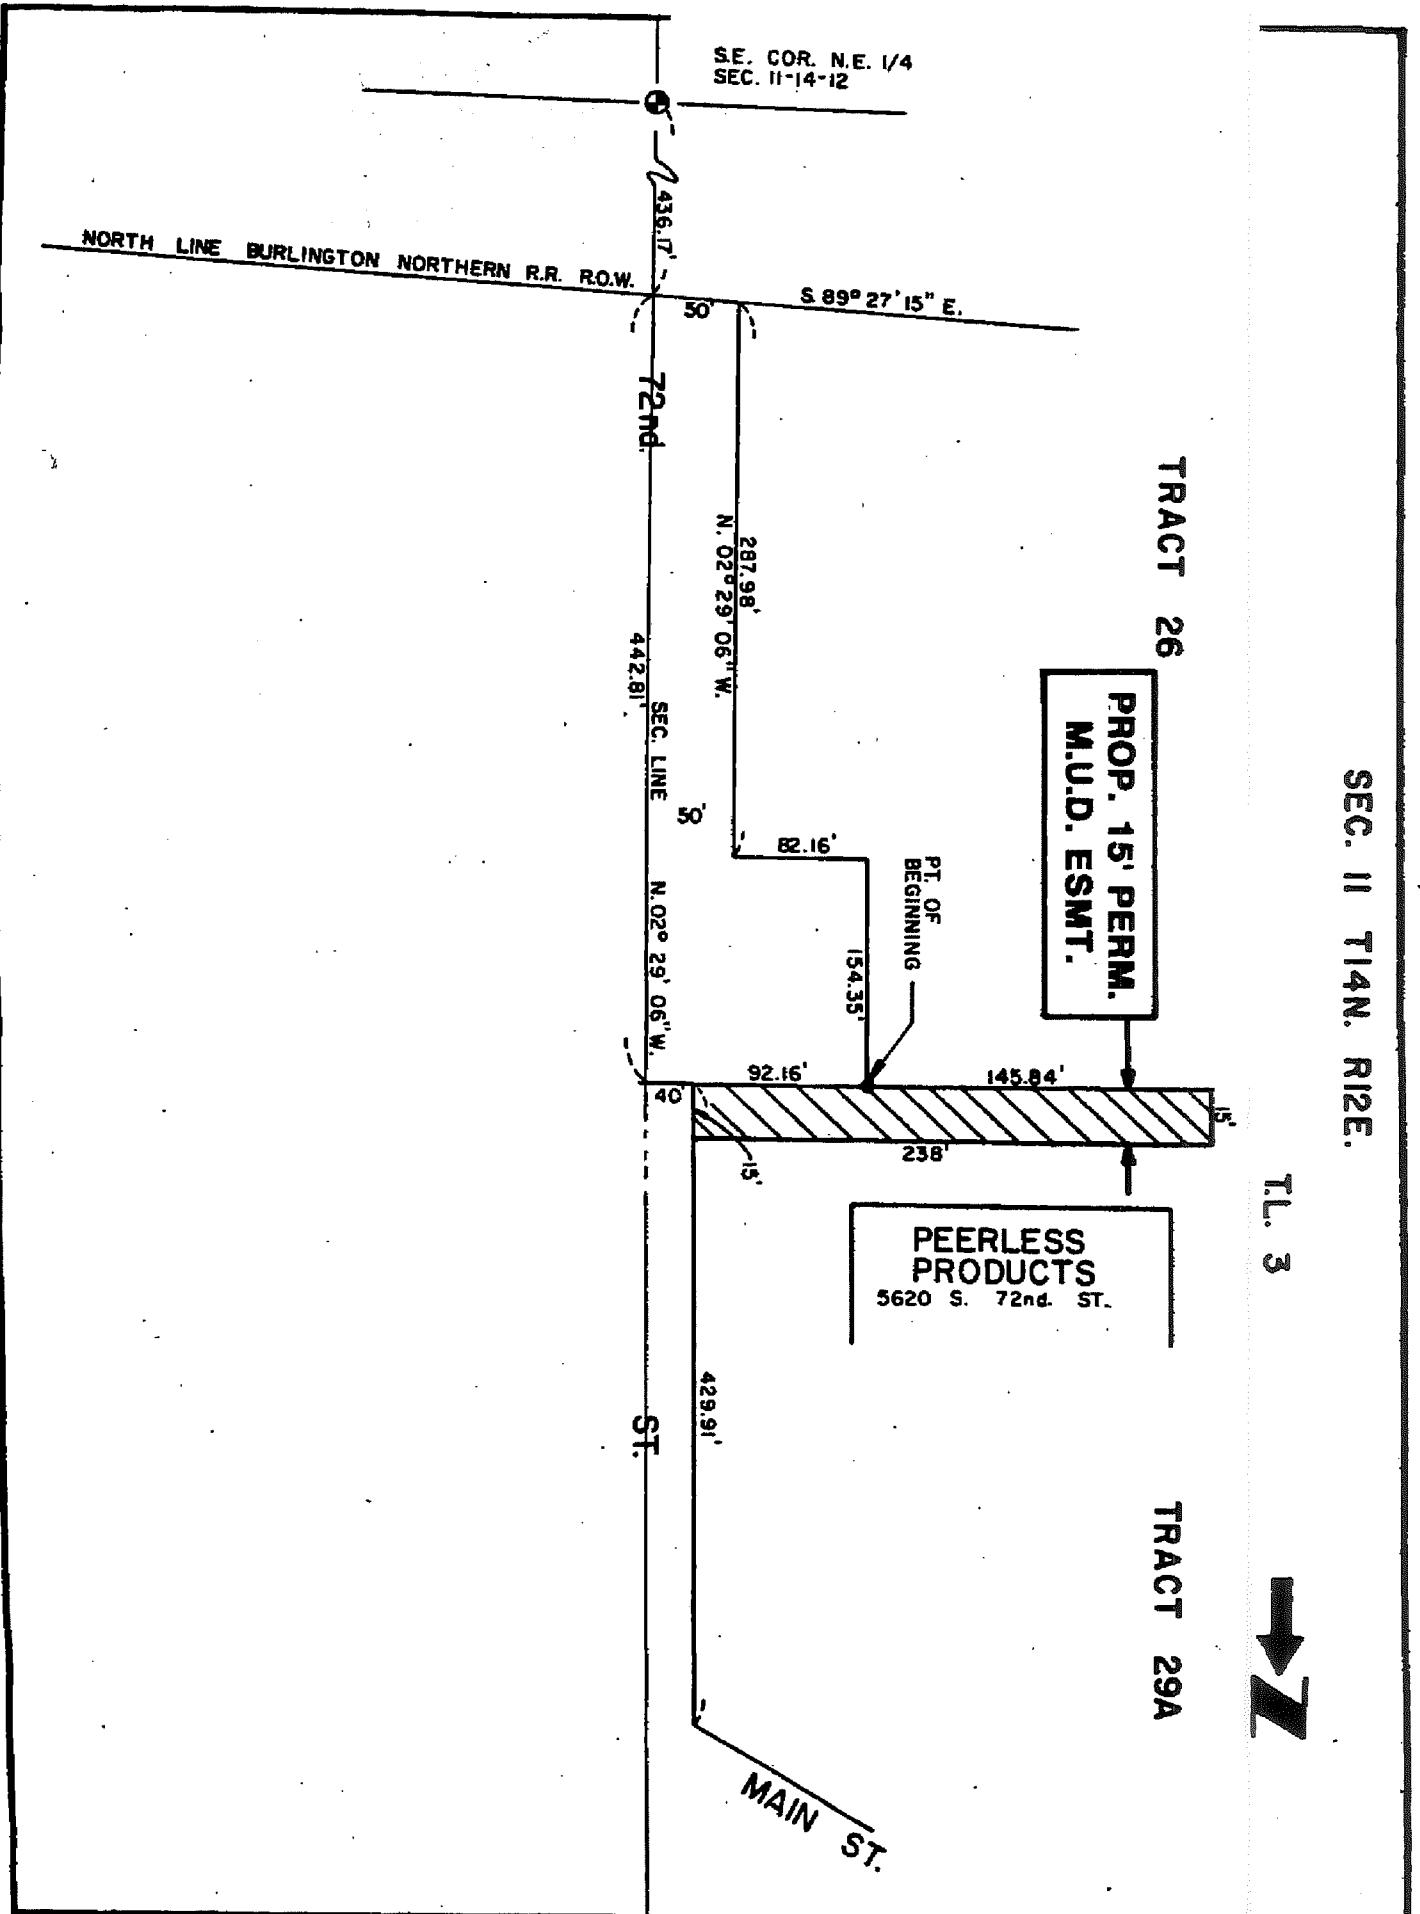 SEC. 11 T14N. R12E.
T.L. 3
N
TRACT 26
TRACT 29A
PROP. 15' PERM.
M.U.D. ESMT.
S.E. COR. N.E. 1/4
SEC. 11-14-12
436.17'
NORTH LINE BURLINGTON NORTHERN R.R. R.O.W.
50'
S 89° 27' 15" E.
72nd.
ST.
287.98'
N. 02° 29' 06" W.
442.81'
SEC. LINE
N. 02° 29' 06" W.
50'
82.16'
PT. OF
BEGINNING
154.35'
92.16'
145.84'
40'
15'
15'
238'
PEERLESS
PRODUCTS
5620 S. 72nd. ST.
429.91'
MAIN ST.